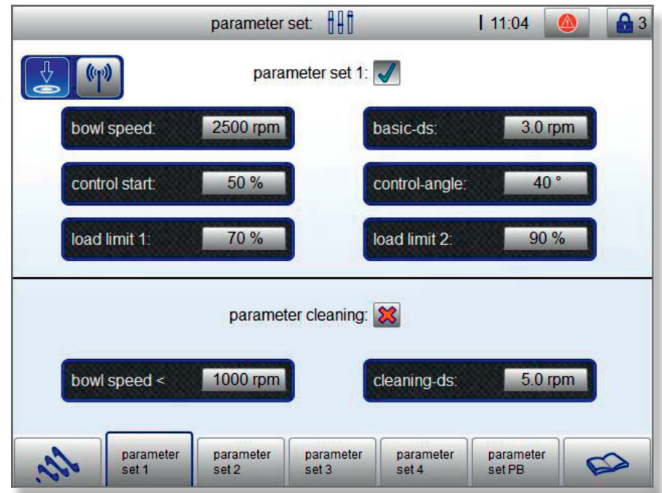 parameter set: 11:04 3
parameter set 1:
bowl speed: 2500 rpm basic-ds: 3.0 rpm
control start: 50 % control-angle: 40 °
load limit 1: 70 % load limit 2: 90 %
parameter cleaning:
bowl speed < 1000 rpm cleaning-ds: 5.0 rpm
parameter parameter parameter parameter parameter
set 1 set 2 set 3 set 4 set PB